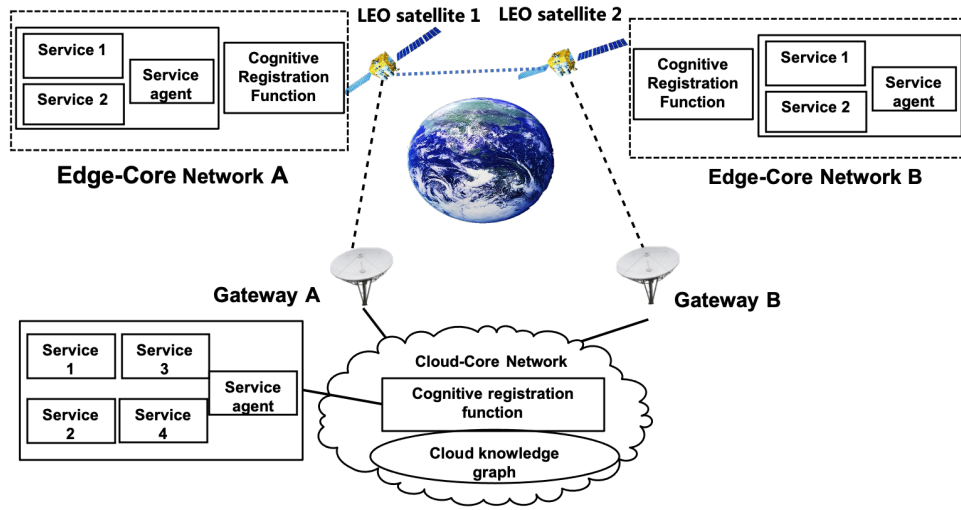 LEO satellite 1
LEO satellite 2
Service 1
Service 2
Service
agent
Cognitive
Registration
Function
Edge-Core Network A
Cognitive
Registration
Function
Service 1
Service 2
Service
agent
Edge-Core Network B
Gateway A
Gateway B
Service
1
Service
3
Service
2
Service
4
Service
agent
Cloud-Core Network
Cognitive registration
function
Cloud knowledge
graph